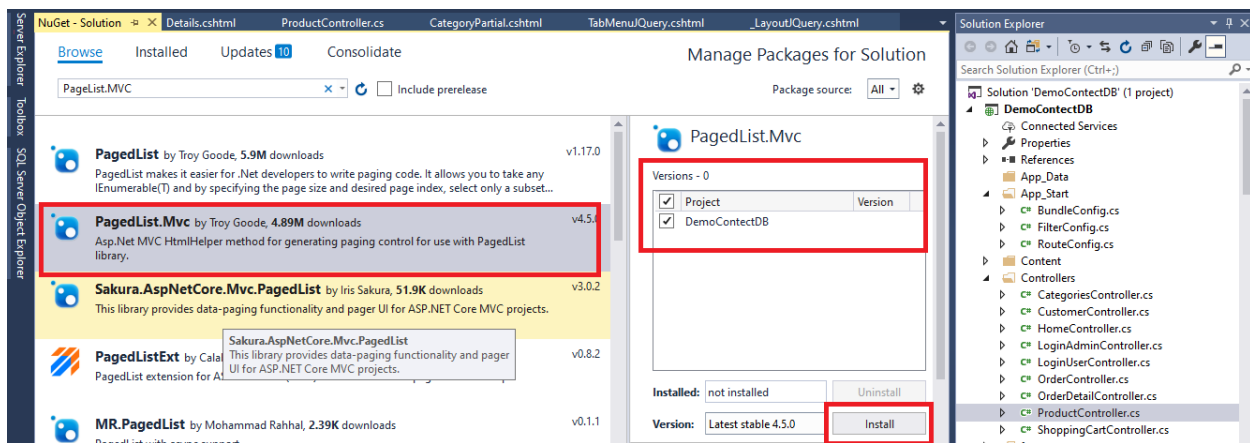 NuGet - Solution
Details.cshtml
ProductController.cs
CategoryPartial.cshtml
TabMenuJQuery.cshtml
_LayoutJQuery.cshtml
Server Explorer
Toolbox
SQL Server Object Explorer
Browse
Installed
Updates 10
Consolidate
Manage Packages for Solution
PageList.MVC
Include prerelease
Package source: All
PagedList by Troy Goode, 5.9M downloads
v1.17.0
PagedList makes it easier for .Net developers to write paging code. It allows you to take any
IEnumerable(T) and by specifying the page size and desired page index, select only a subset...
PagedList.Mvc by Troy Goode, 4.89M downloads
v4.5.0
Asp.Net MVC HtmlHelper method for generating paging control for use with PagedList
library.
Sakura.AspNetCore.Mvc.PagedList by Iris Sakura, 51.9K downloads
v3.0.2
This library provides data-paging functionality and pager UI for ASP.NET Core MVC projects.
Sakura.AspNetCore.Mvc.PagedList
This library provides data-paging functionality and pager
UI for ASP.NET Core MVC projects.
PagedListExt by Calab
v0.8.2
PagedList extension for
MR.PagedList by Mohammad Rahhal, 2.39K downloads
v0.1.1
PagedList with async support
PagedList.Mvc
Versions - 0
Project
Version
DemoContectDB
Installed: not installed
Uninstall
Version: Latest stable 4.5.0
Install
Solution Explorer
Search Solution Explorer (Ctrl+;)
Solution 'DemoContectDB' (1 project)
DemoContectDB
Connected Services
Properties
References
App_Data
App_Start
C# BundleConfig.cs
C# FilterConfig.cs
C# RouteConfig.cs
Content
Controllers
C# CategoriesController.cs
C# CustomerController.cs
C# HomeController.cs
C# LoginAdminController.cs
C# LoginUserController.cs
C# OrderController.cs
C# OrderDetailController.cs
C# ProductController.cs
C# ShoppingCartController.cs